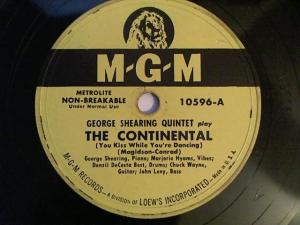 M-G-M
METROLITE
NON-BREAKABLE
Under Normal Use
10596-A
GEORGE SHEARING QUINTET play
THE CONTINENTAL
(You Kiss While You're Dancing)
(Magidson-Conrad)
George Shearing, Piano; Marjorie Hyams, Vibes;
Denzil DeCosta Best, Drums; Chuck Wayne,
Guitar; John Levy, Bass
M-G-M RECORDS—A Division of LOEW'S INCORPORATED—Made in U.S.A.